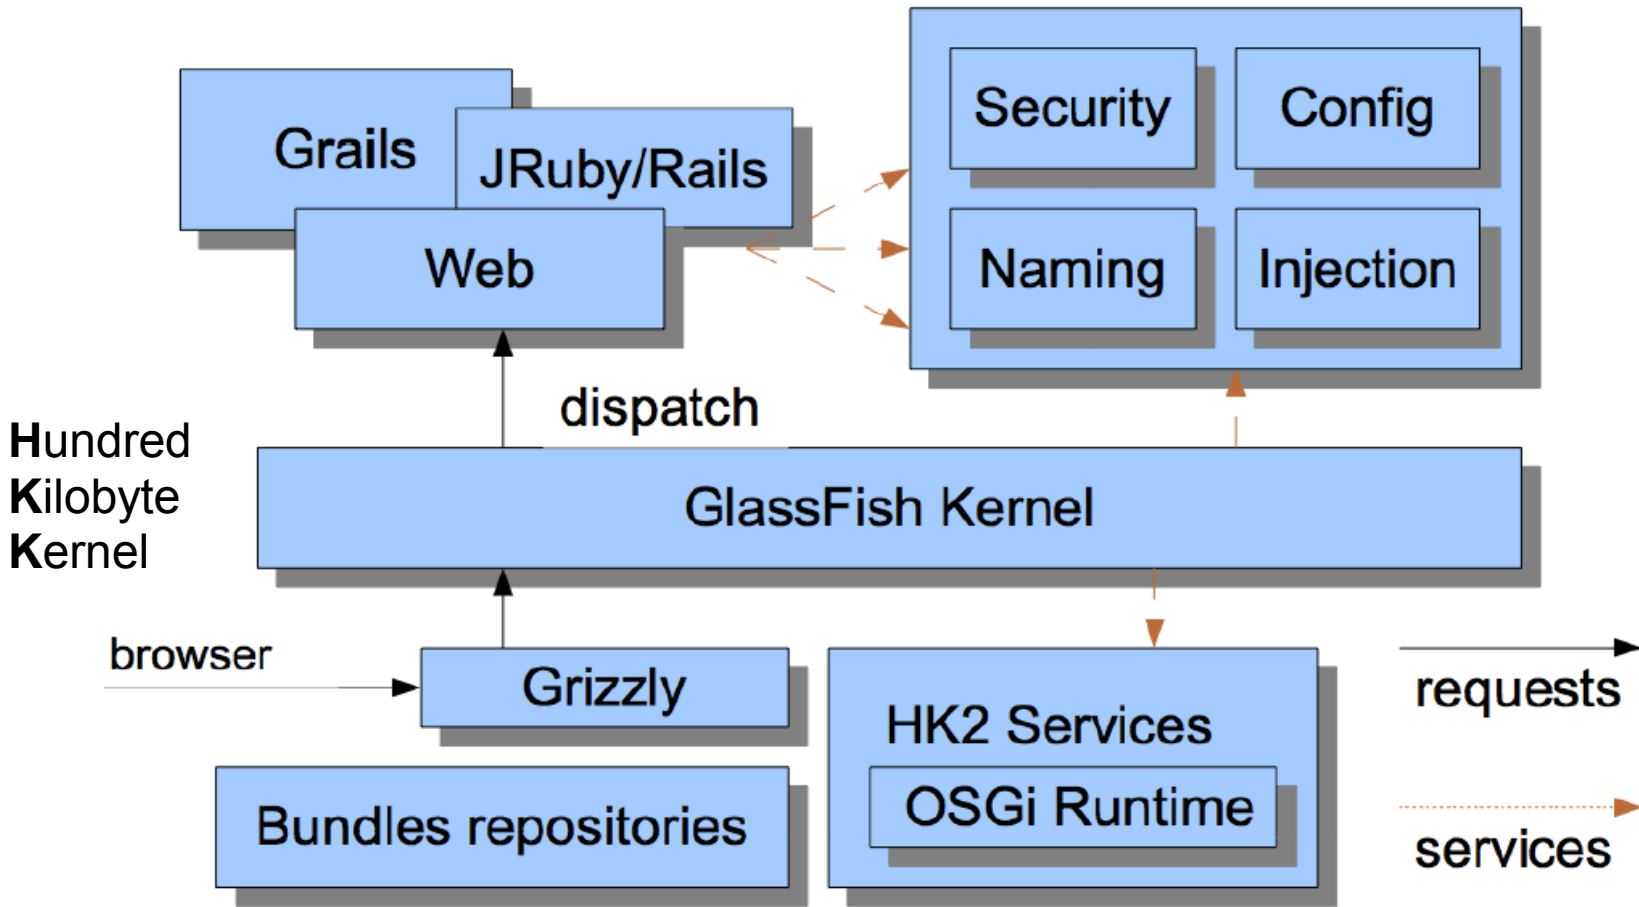 Grails
JRuby/Rails
Web
Security
Config
Naming
Injection
dispatch
Hundred
Kilobyte
Kernel
GlassFish Kernel
browser
Grizzly
HK2 Services
OSGi Runtime
Bundles repositories
requests
services